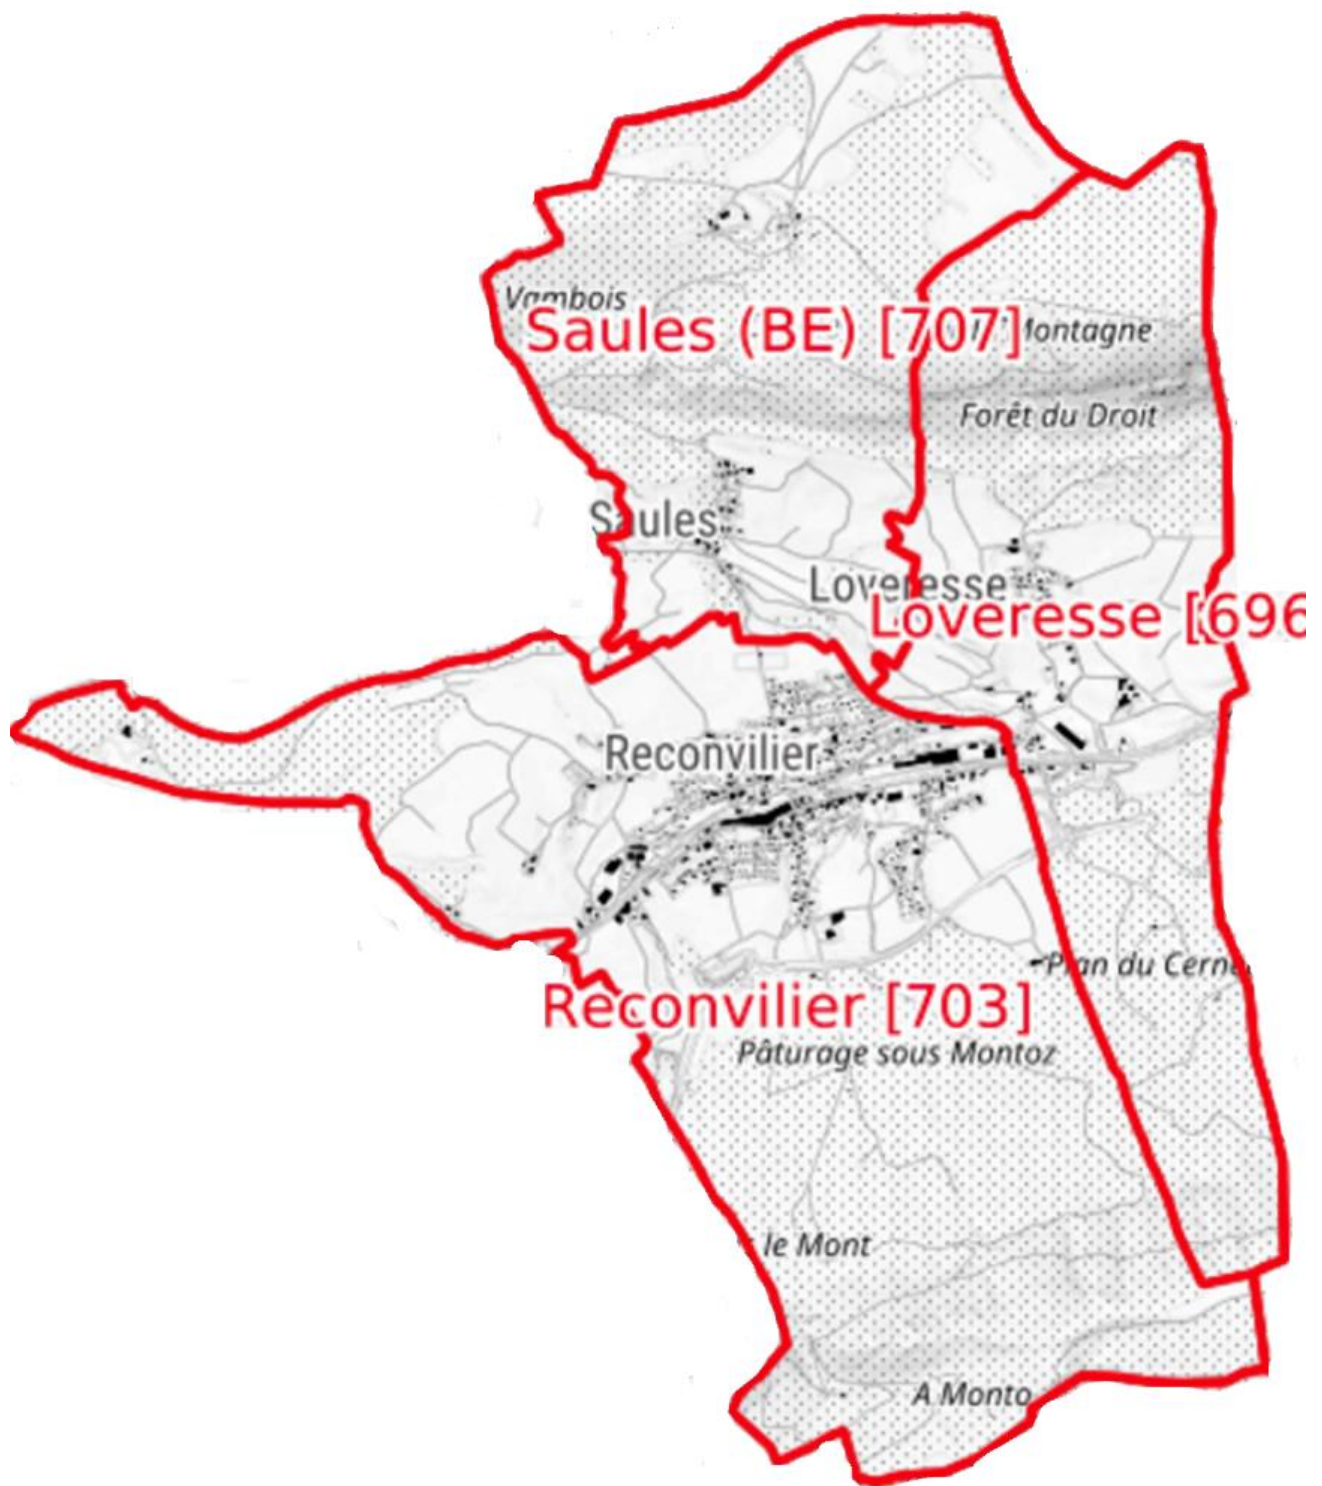 Vambois
Saules (BE) [707]
Montagne
Forêt du Droit
Saules
Loveresse
Loveresse [696
Reconvilier
Plan du Cerne
Reconvilier [703]
Pâturage sous Montoz
le Mont
A Monto